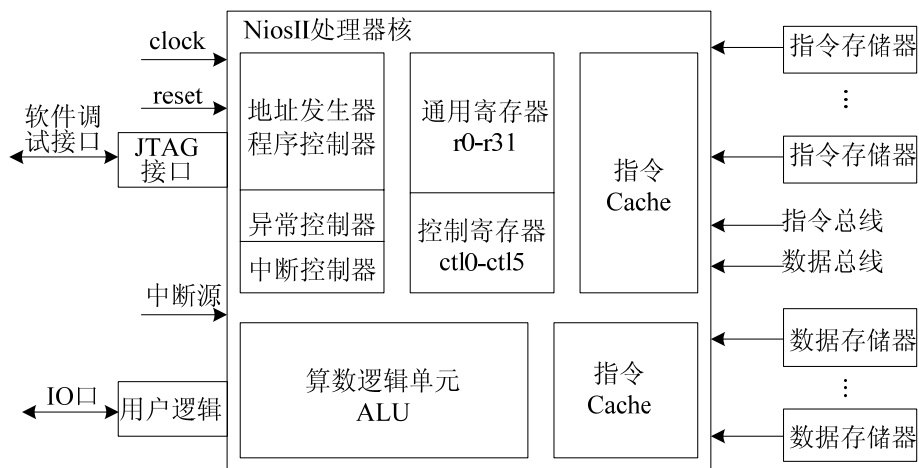 NiosII处理器核
clock
reset
软件调
试接口
JTAG
接口
中断源
IO口
用户逻辑
地址发生器
程序控制器
异常控制器
中断控制器
通用寄存器
r0-r31
控制寄存器
ctl0-ctl5
指令
Cache
算数逻辑单元
ALU
指令
Cache
指令存储器
...
指令存储器
指令总线
数据总线
数据存储器
...
数据存储器